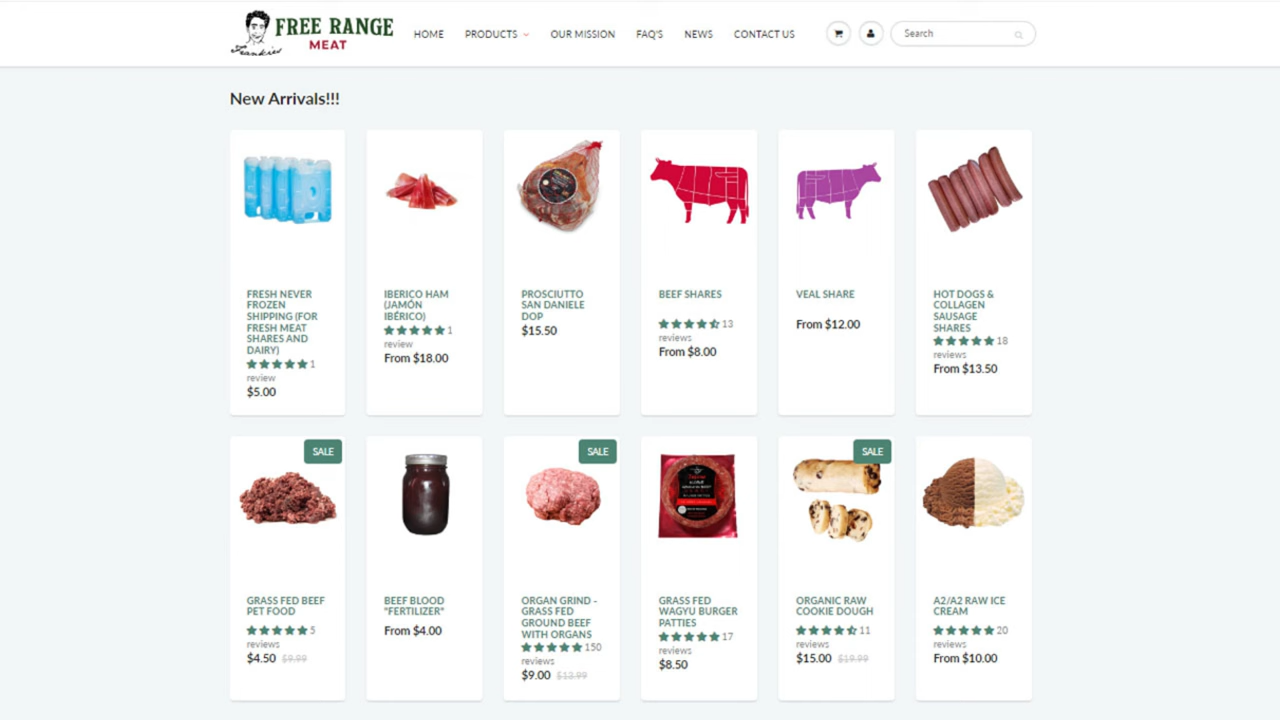 Frankies FREE RANGE
MEAT
HOME PRODUCTS OUR MISSION FAQ'S NEWS CONTACT US Search
New Arrivals!!!
FRESH NEVER
FROZEN
SHIPPING (FOR
FRESH MEAT
SHARES AND
DAIRY)
1
review
$5.00
IBERICO HAM
(JAMÓN
IBÉRICO)
1
review
From $18.00
PROSCIUTTO
SAN DANIELE
DOP
$15.50
BEEF SHARES
13
reviews
From $8.00
VEAL SHARE
From $12.00
HOT DOGS &
COLLAGEN
SAUSAGE
SHARES
18
reviews
From $13.50
SALE
GRASS FED BEEF
PET FOOD
5
reviews
$4.50 $9.99
BEEF BLOOD
"FERTILIZER"
From $4.00
SALE
ORGAN GRIND -
GRASS FED
GROUND BEEF
WITH ORGANS
150
reviews
$9.00 $13.99
GRASS FED
WAGYU BURGER
PATTIES
17
reviews
$8.50
SALE
ORGANIC RAW
COOKIE DOUGH
11
reviews
$15.00 $19.99
A2/A2 RAW ICE
CREAM
20
reviews
From $10.00